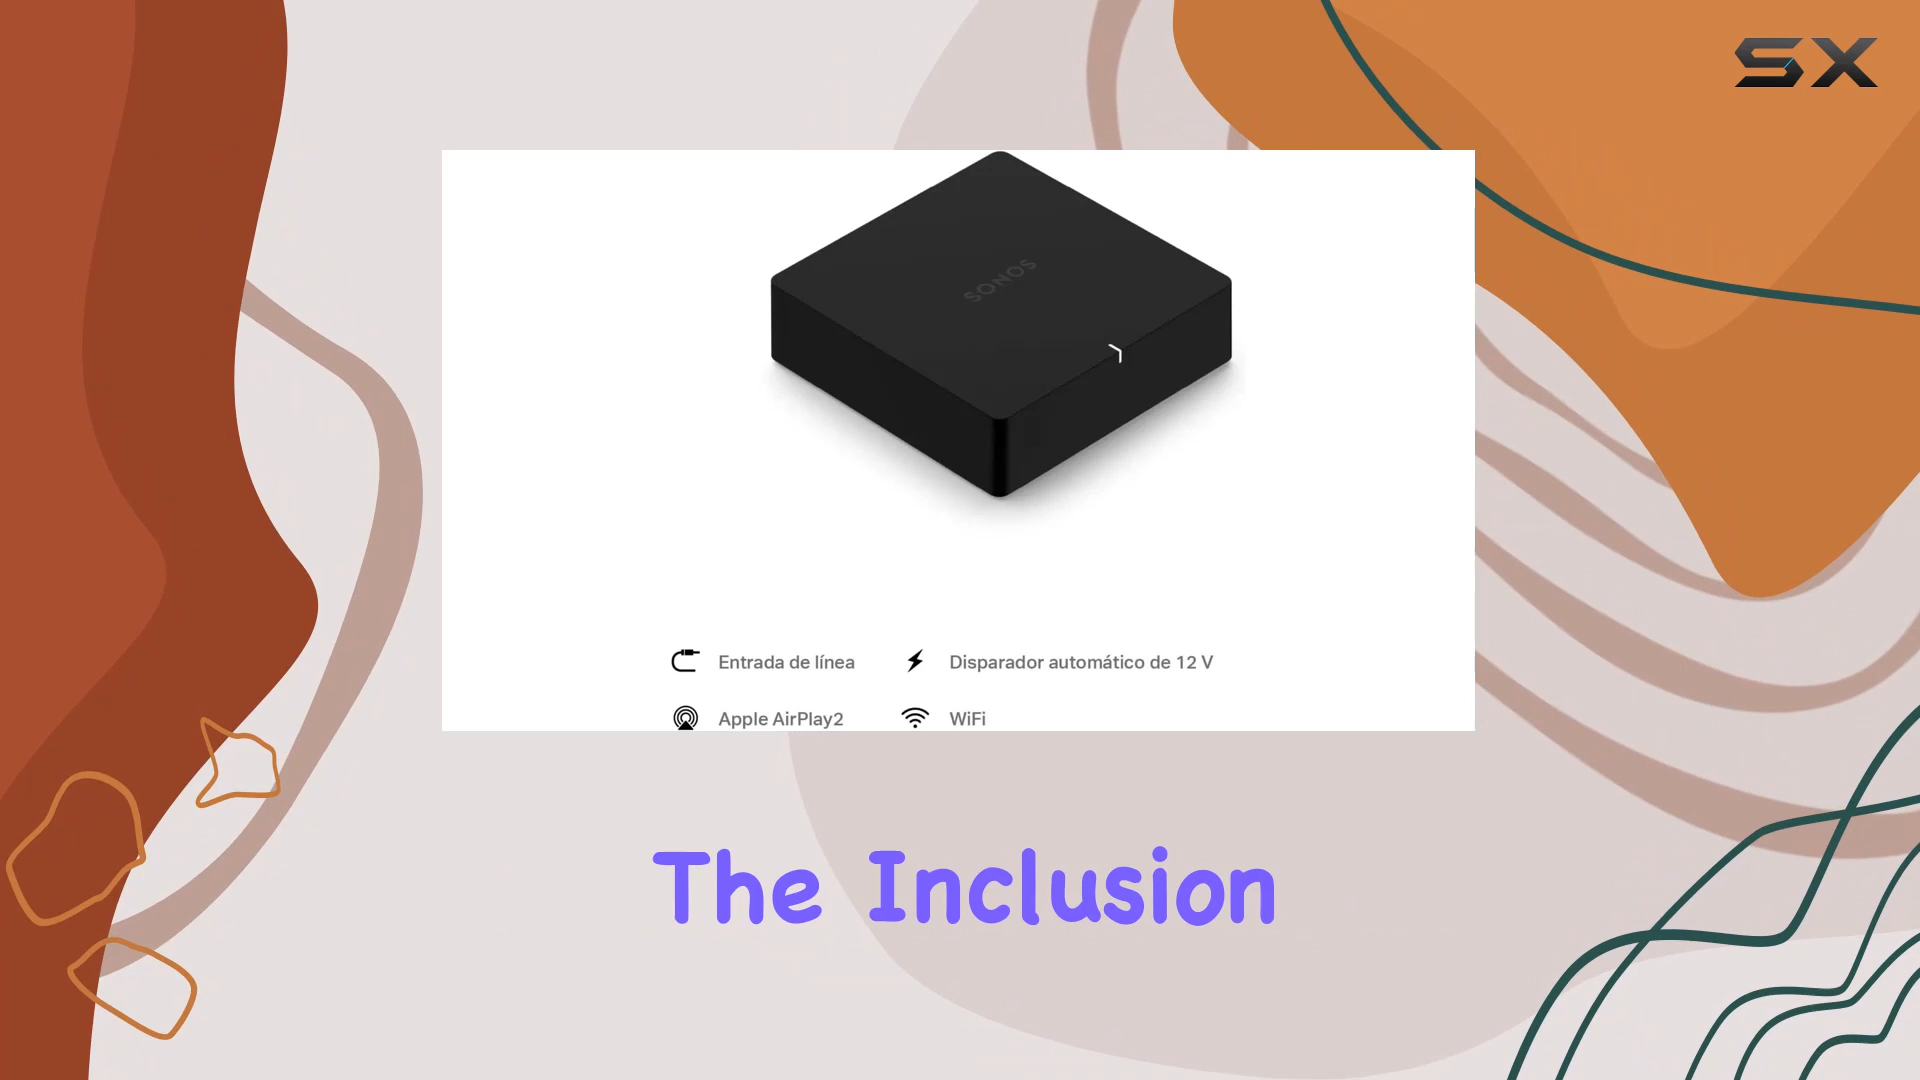 SX
SONOS
Entrada de línea
Disparador automático de 12 V
Apple AirPlay2
WiFi
The Inclusion